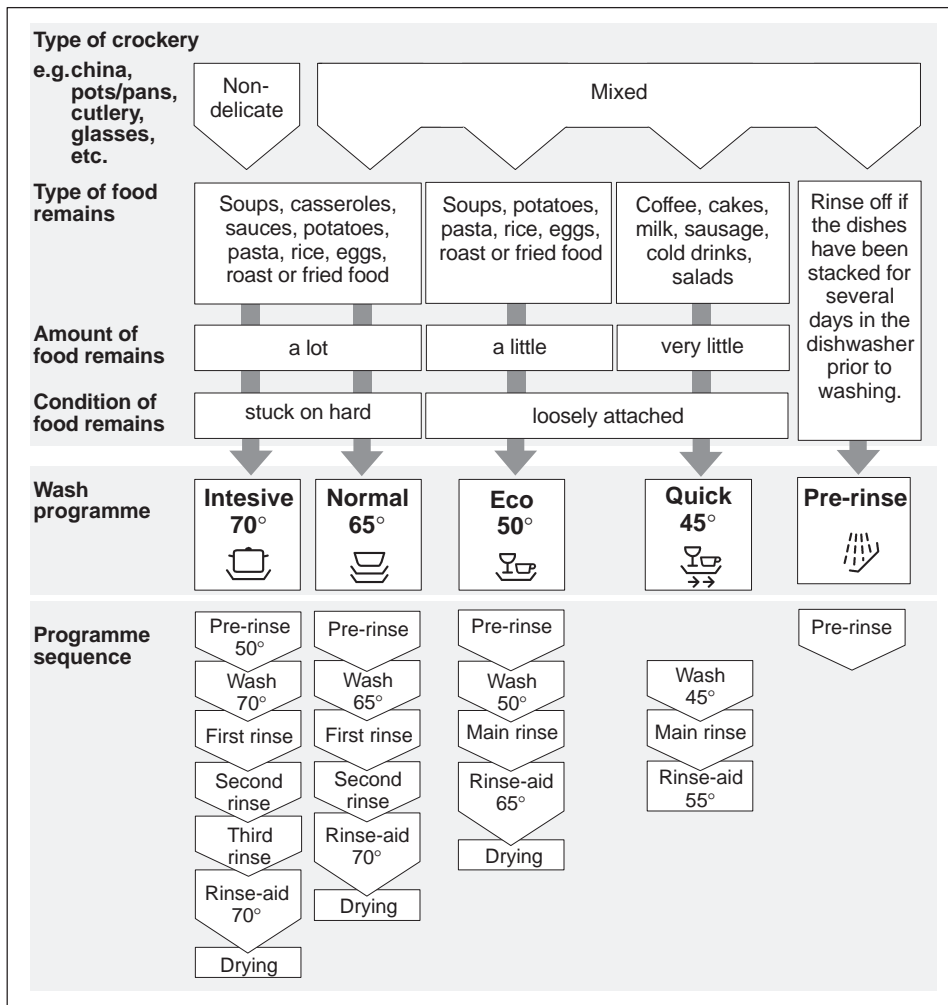 Type of crockery
e.g. china,
pots/pans,
cutlery,
glasses,
etc.
Non-
delicate
Mixed
Type of food
remains
Soups, casseroles,
sauces, potatoes,
pasta, rice, eggs,
roast or fried food
Soups, potatoes,
pasta, rice, eggs,
roast or fried food
Coffee, cakes,
milk, sausage,
cold drinks,
salads
Rinse off if
the dishes
have been
stacked for
several
days in the
dishwasher
prior to
washing.
Amount of
food remains
a lot
a little
very little
Condition of
food remains
stuck on hard
loosely attached
Wash
programme
Intesive
70°
Normal
65°
Eco
50°
Quick
45°
Pre-rinse
Programme
sequence
Pre-rinse
50°
Wash
70°
First rinse
Second
rinse
Third
rinse
Rinse-aid
70°
Drying
Pre-rinse
Wash
65°
First rinse
Second
rinse
Rinse-aid
70°
Drying
Pre-rinse
Wash
50°
Main rinse
Rinse-aid
65°
Drying
Wash
45°
Main rinse
Rinse-aid
55°
Pre-rinse